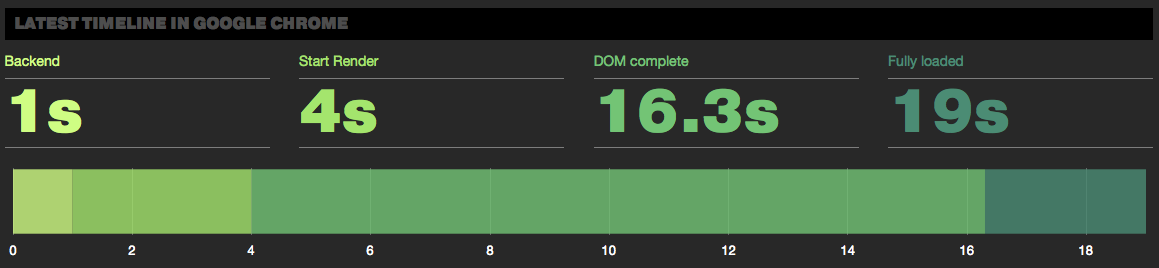 LATEST TIMELINE IN GOOGLE CHROME
Backend Start Render DOM complete Fully loaded
1s 4s 16.3s 19s
0 2 4 6 8 10 12 14 16 18